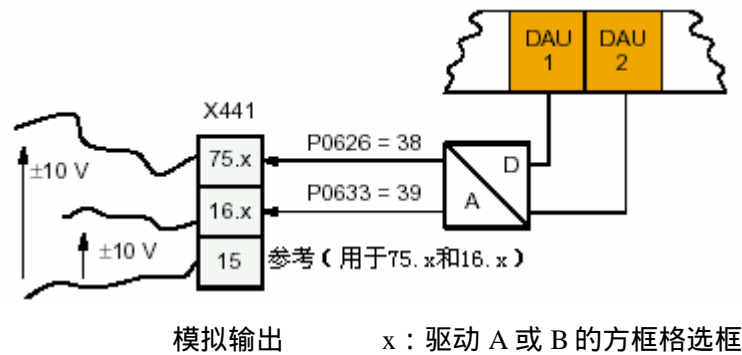 DAU 1
DAU 2
X441
75.x
P0626 = 38
D
±10 V
16.x
P0633 = 39
A
±10 V
15
参考(用于75.x和16.x)
模拟输出 x：驱动 A 或 B 的方框格选框